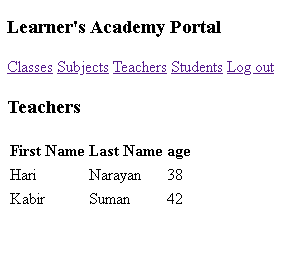 Learner's Academy Portal
Classes Subjects Teachers Students Log out
Teachers
First Name Last Name age
Hari Narayan 38
Kabir Suman 42